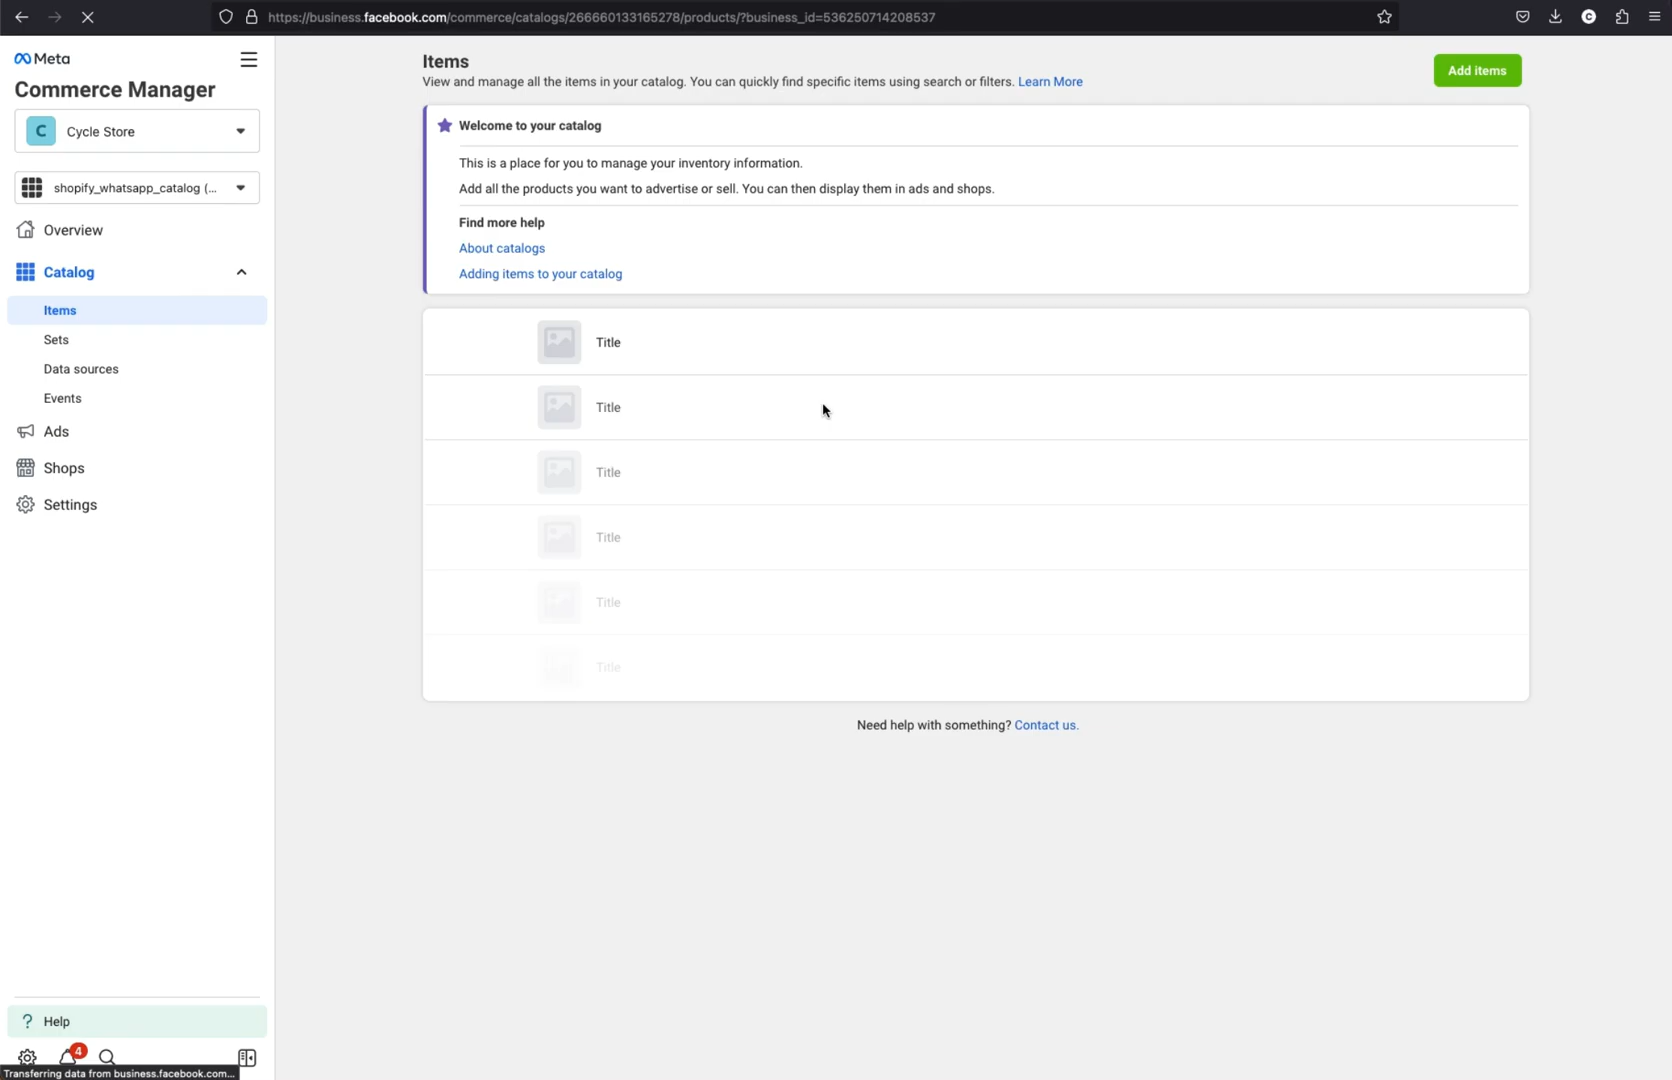 https://business.facebook.com/commerce/catalogs/266660133165278/products/?business_id=536250714208537
C
Meta
Commerce Manager
C Cycle Store
shopify_whatsapp_catalog (...
Overview
Catalog
Items
Sets
Data sources
Events
Ads
Shops
Settings
? Help
4
Transferring data from business.facebook.com...
Items
View and manage all the items in your catalog. You can quickly find specific items using search or filters. Learn More
Add items
Welcome to your catalog
This is a place for you to manage your inventory information.
Add all the products you want to advertise or sell. You can then display them in ads and shops.
Find more help
About catalogs
Adding items to your catalog
Title
Title
Title
Title
Title
Title
Need help with something? Contact us.